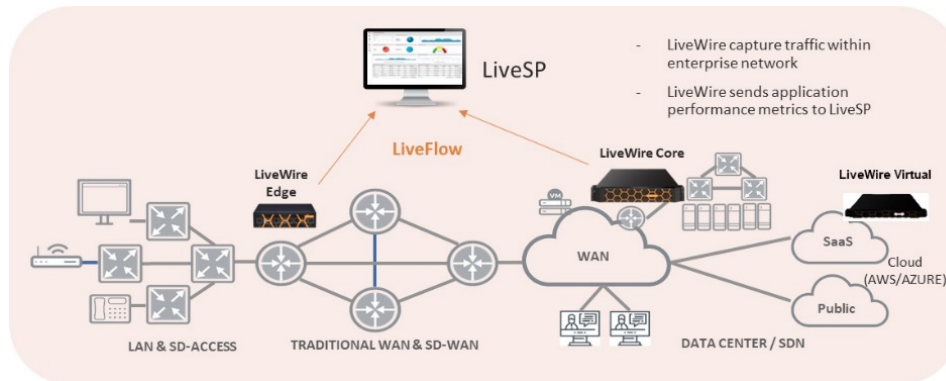 LiveSP
- LiveWire capture traffic within
enterprise network
- LiveWire sends application
performance metrics to LiveSP
LiveFlow
LiveWire
Edge
LiveWire Core
LiveWire Virtual
VM
WAN
SaaS
Cloud
(AWS/AZURE)
Public
LAN & SD-ACCESS
TRADITIONAL WAN & SD-WAN
DATA CENTER / SDN